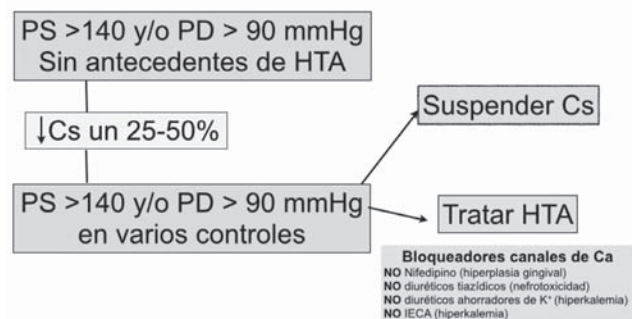 PS >140 y/o PD > 90 mmHg
Sin antecedentes de HTA
↓Cs un 25-50%
Suspender Cs
PS >140 y/o PD > 90 mmHg
en varios controles
Tratar HTA
Bloqueadores canales de Ca
NO Nifedipino (hiperplasia gingival)
NO diuréticos tiazídicos (nefrotoxicidad)
NO diuréticos ahorradores de K⁺ (hiperkalemia)
NO IECA (hiperkalemia)